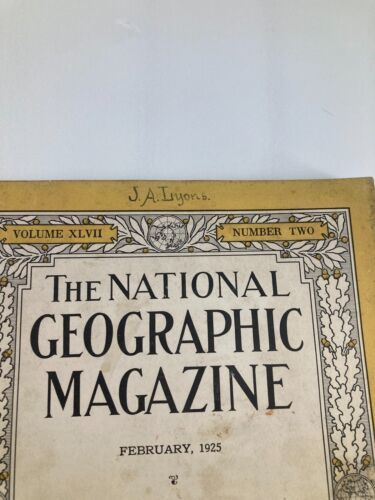 J. A. Lyons.
VOLUME XLVII
NUMBER TWO
THE NATIONAL
GEOGRAPHIC
MAGAZINE
FEBRUARY, 1925